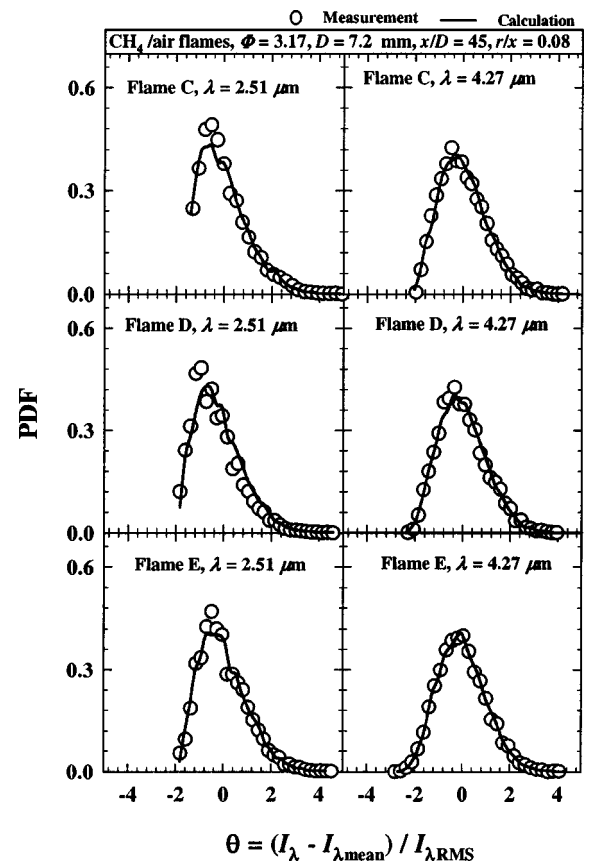 Measurement Calculation
CH4 /air flames, Φ = 3.17, D = 7.2 mm, x/D = 45, r/x = 0.08
Flame C, λ = 2.51 μm Flame C, λ = 4.27 μm
0.6
0.3
0.0
Flame D, λ = 2.51 μm Flame D, λ = 4.27 μm
0.6
0.3
0.0
PDF
Flame E, λ = 2.51 μm Flame E, λ = 4.27 μm
0.6
0.3
0.0
-4 -2 0 2 4 -4 -2 0 2 4
θ = (Iλ - Iλmean) / IλRMS